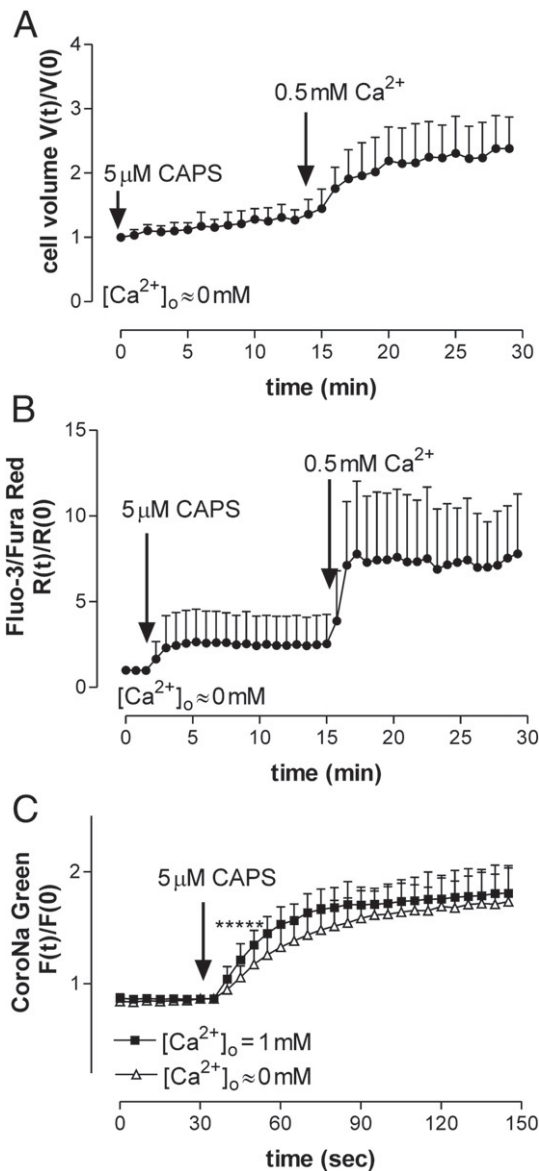 A
cell volume V(t)/V(0)
4
3
2
1
0
5 μM CAPS
0.5 mM Ca²⁺
[Ca²⁺]ₒ ≈ 0 mM
0 5 10 15 20 25 30
time (min)
B
Fluo-3/Fura Red
R(t)/R(0)
15
10
5
0
5 μM CAPS
0.5 mM Ca²⁺
[Ca²⁺]ₒ ≈ 0 mM
0 5 10 15 20 25 30
time (min)
C
CoroNa Green
F(t)/F(0)
2
1
5 μM CAPS
*****
[Ca²⁺]ₒ = 1 mM
[Ca²⁺]ₒ ≈ 0 mM
0 30 60 90 120 150
time (sec)